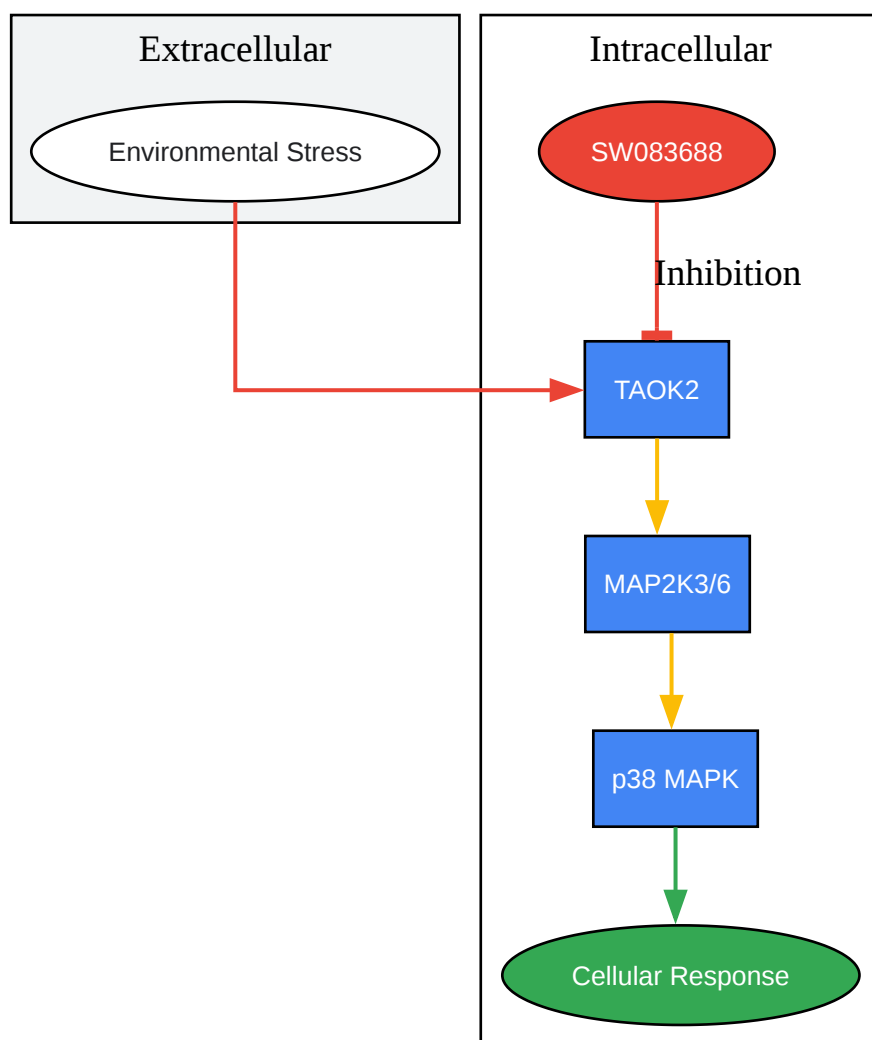 Extracellular
Environmental Stress
Intracellular
SW083688
Inhibition
TAOK2
MAP2K3/6
p38 MAPK
Cellular Response